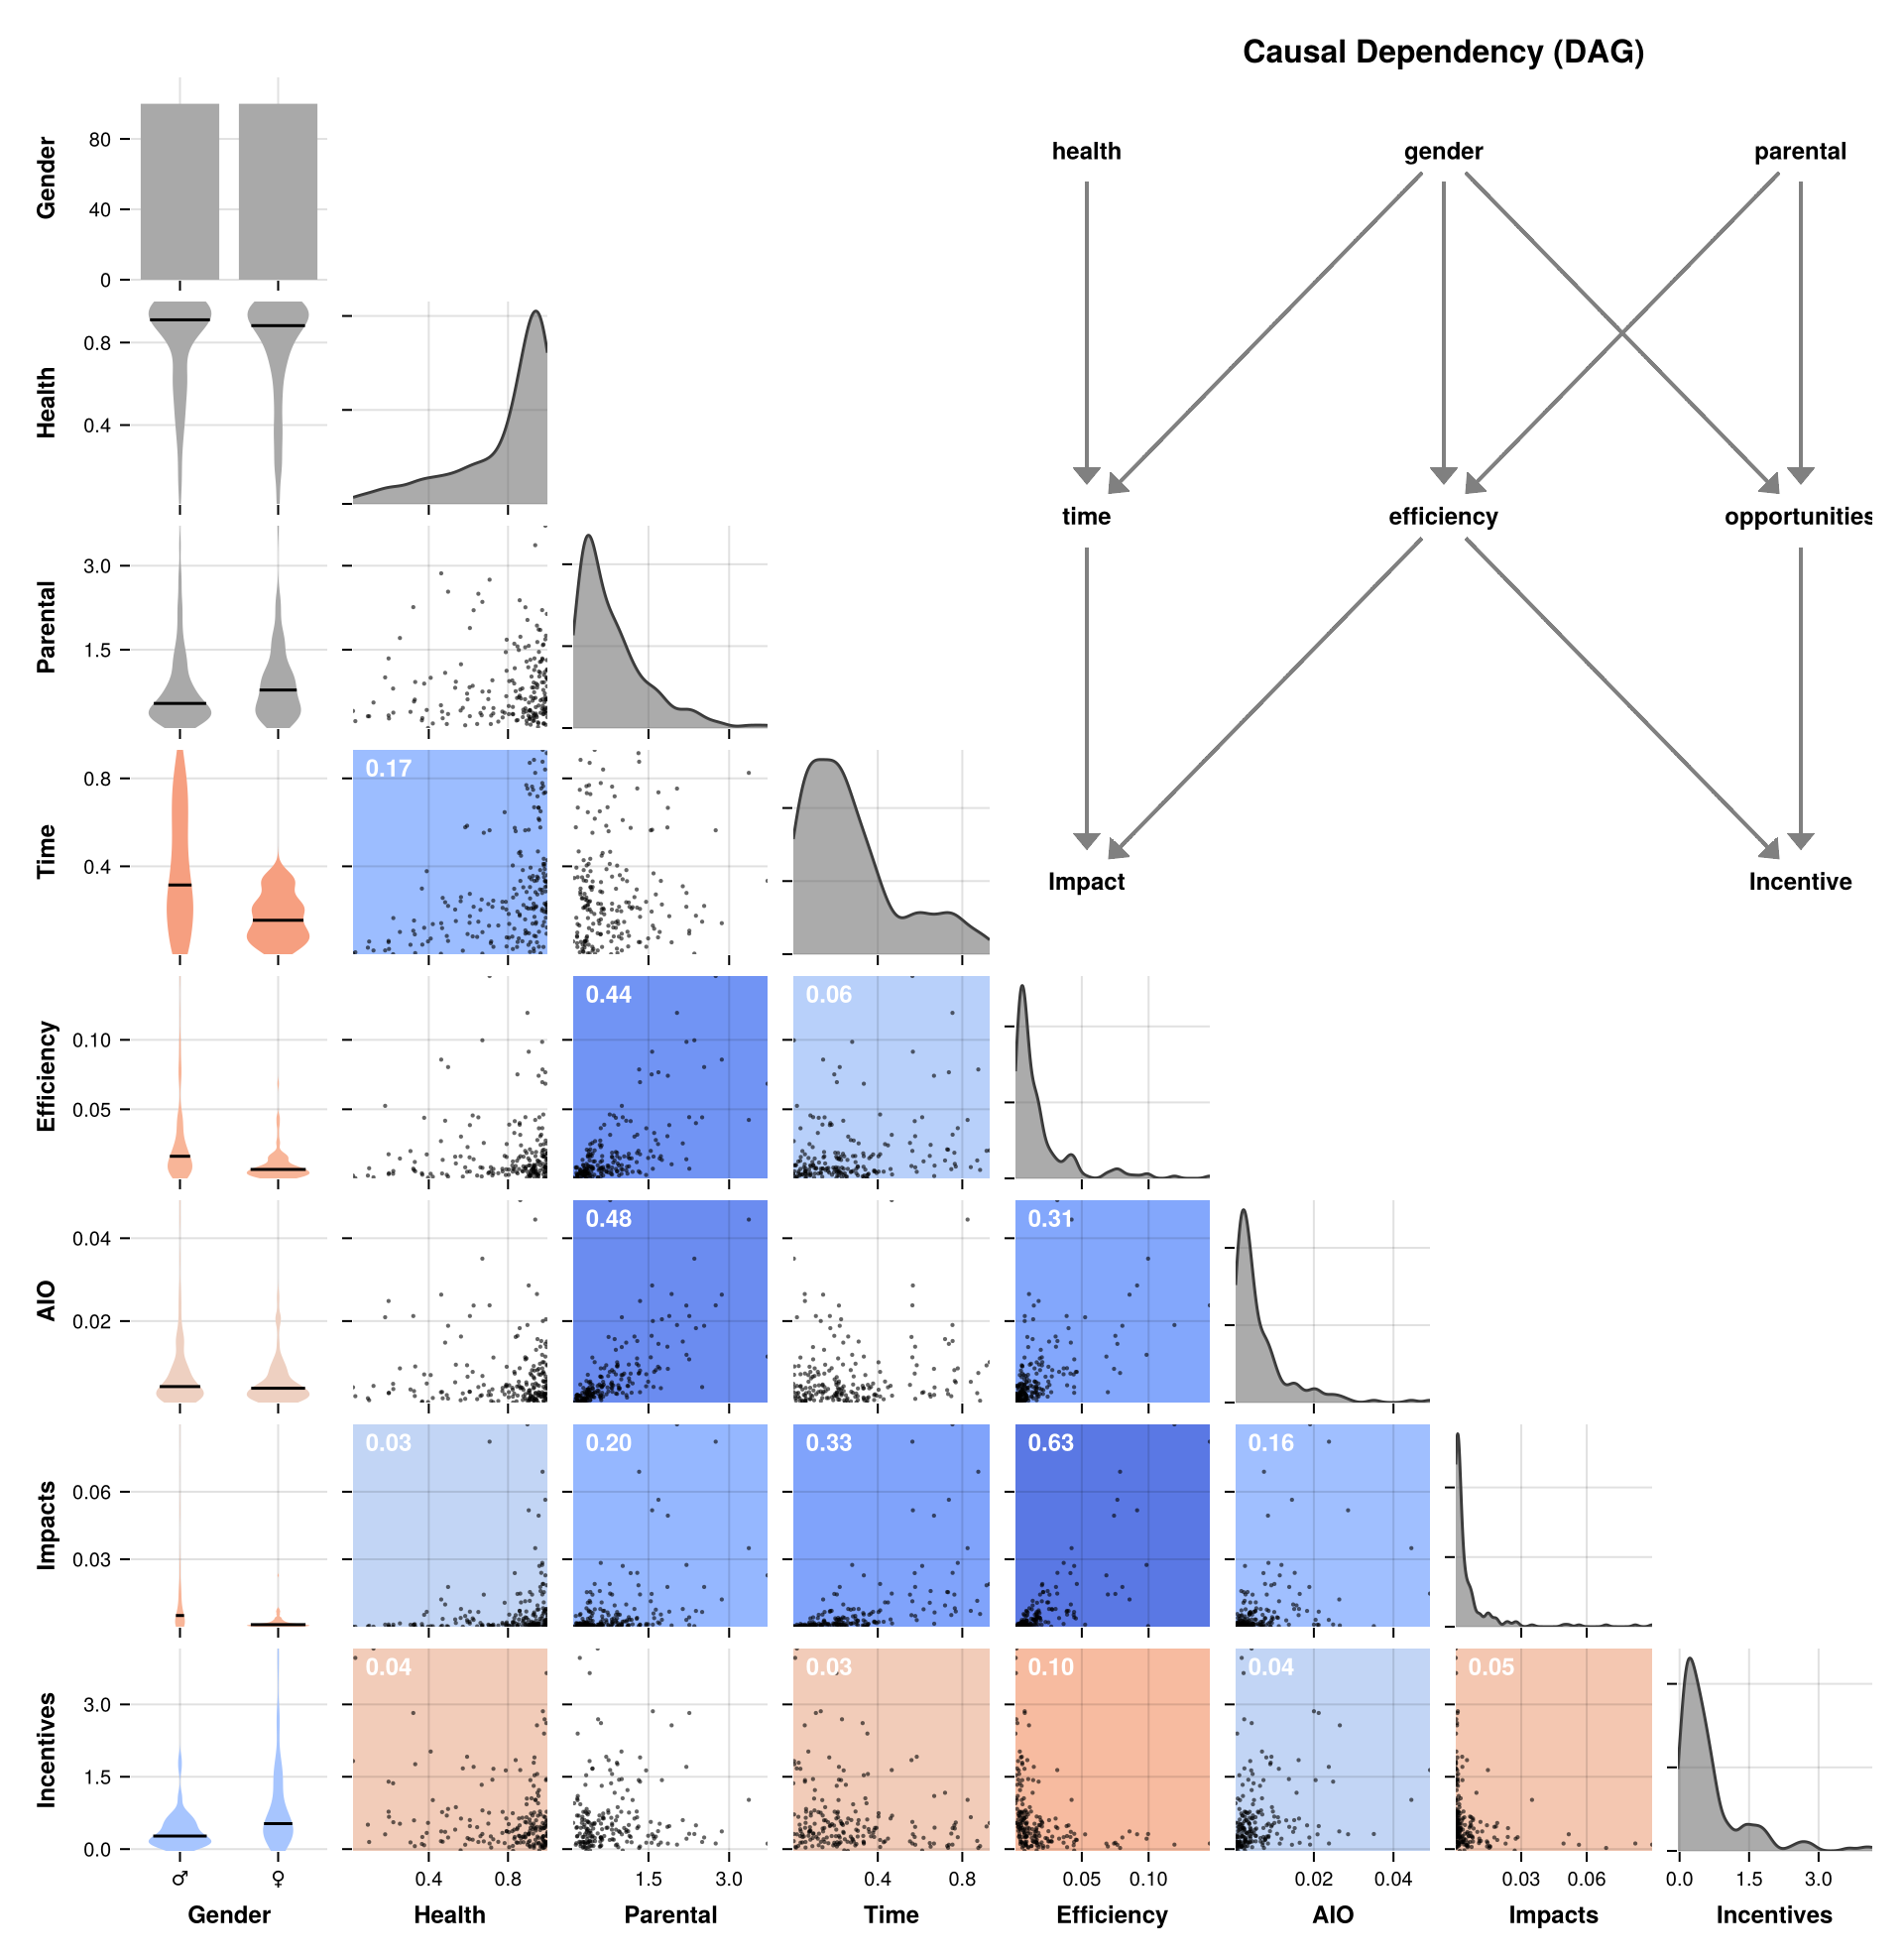 Causal Dependency (DAG)
health gender parental
time efficiency opportunities
Impact Incentive
Gender
80
40
0
Health
0.8
0.4
Parental
3.0
1.5
Time
0.8
0.4
0.17
Efficiency
0.10
0.05
0.44 0.06
AIO
0.04
0.02
0.48 0.31
Impacts
0.06
0.03
0.03 0.20 0.33 0.63 0.16
Incentives
3.0
1.5
0.0
0.04 0.03 0.10 0.04 0.05
♂ ♀ 0.4 0.8 1.5 3.0 0.4 0.8 0.05 0.10 0.02 0.04 0.03 0.06 0.0 1.5 3.0
Gender Health Parental Time Efficiency AIO Impacts Incentives